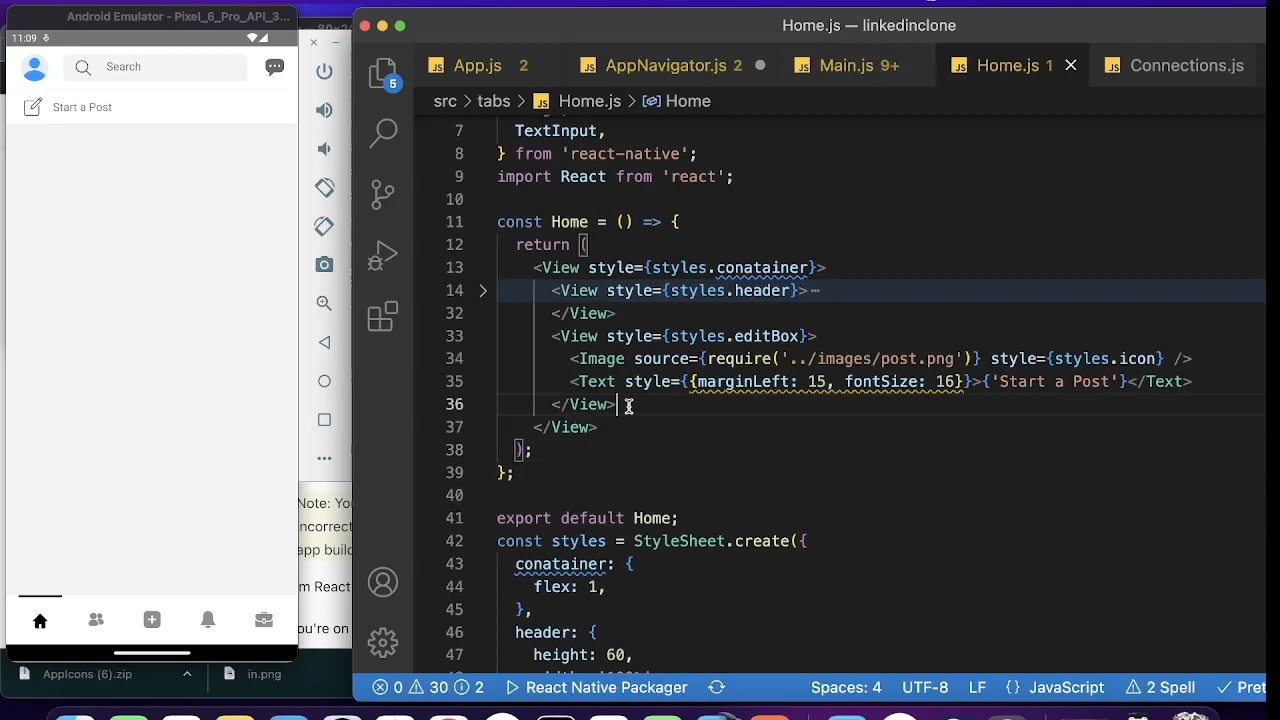 Android Emulator - Pixel_6_Pro_API_3...
11:09
Search
Start a Post
Note: Yo
ncorrect
app build
m React
ou're on
AppIcons (6).zip
in.png
Home.js — linkedinclone
App.js 2
AppNavigator.js 2
Main.js 9+
Home.js 1
Connections.js
5
src > tabs > Home.js > Home
7 TextInput,
8 } from 'react-native';
9 import React from 'react';
10
11 const Home = () => {
12 return (
13 <View style={styles.conatainer}>
14 <View style={styles.header}>
32 </View>
33 <View style={styles.editBox}>
34 <Image source={require('../images/post.png')} style={styles.icon} />
35 <Text style={{marginLeft: 15, fontSize: 16}}>{'Start a Post'}</Text>
36 </View>
37 </View>
38 );
39 };
40
41 export default Home;
42 const styles = StyleSheet.create({
43 conatainer: {
44 flex: 1,
45 },
46 header: {
47 height: 60,
0 30 2
React Native Packager
Spaces: 4
UTF-8
LF
{} JavaScript
2 Spell
Pret